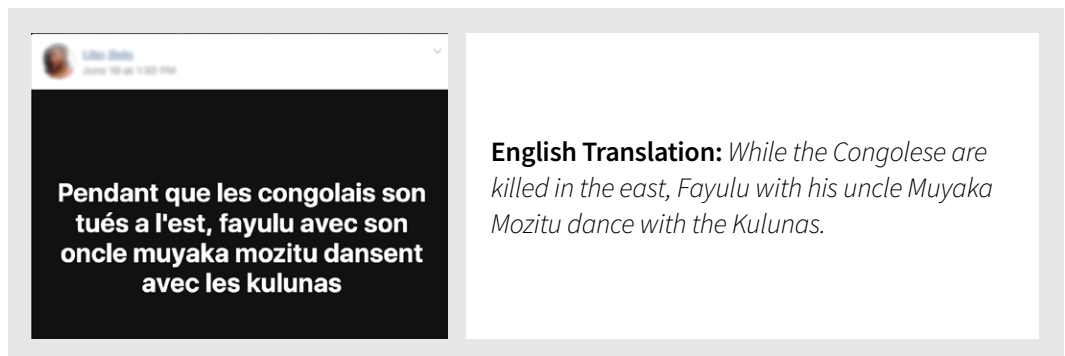 Pendant que les congolais son
tués a l'est, fayulu avec son
oncle muyaka mozitu dansent
avec les kulunas
English Translation: While the Congolese are
killed in the east, Fayulu with his uncle Muyaka
Mozitu dance with the Kulunas.